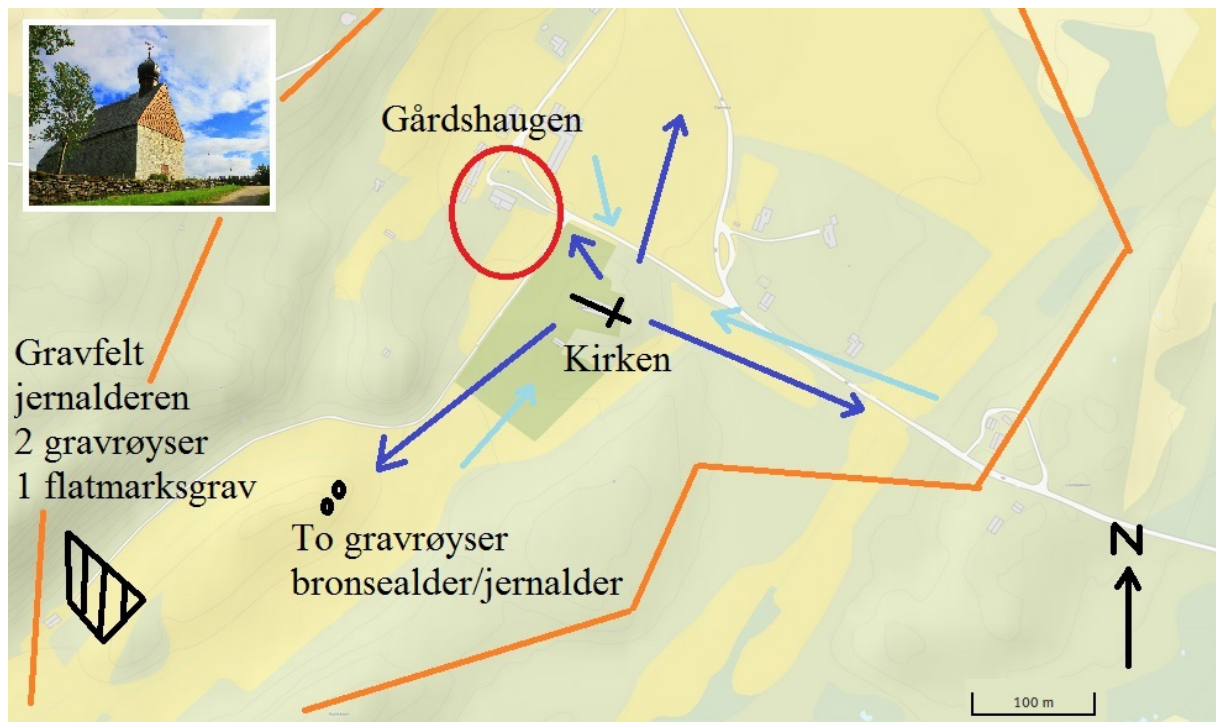 Gårdshaugen
Kirken
Gravfelt
jernalderen
2 gravrøyser
1 flatmarksgrav
To gravrøyser
bronsealder/jernalder
N
100 m